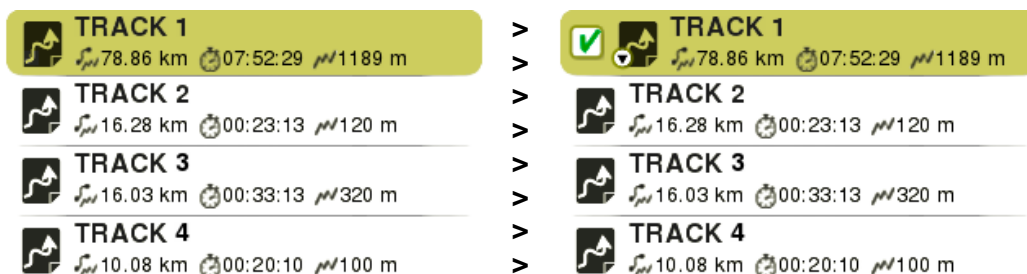 TRACK 1
78.86 km 07:52:29 1189 m
TRACK 2
16.28 km 00:23:13 120 m
TRACK 3
16.03 km 00:33:13 320 m
TRACK 4
10.08 km 00:20:10 100 m
>
>
>
>
>
>
>
>
TRACK 1
78.86 km 07:52:29 1189 m
TRACK 2
16.28 km 00:23:13 120 m
TRACK 3
16.03 km 00:33:13 320 m
TRACK 4
10.08 km 00:20:10 100 m